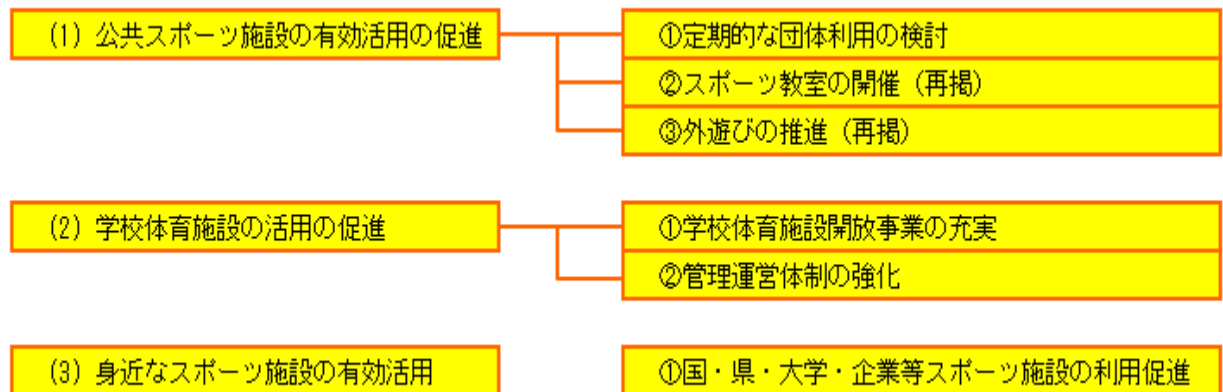 (1) 公共スポーツ施設の有効活用の促進
①定期的な団体利用の検討
②スポーツ教室の開催（再掲）
③外遊びの推進（再掲）
(2) 学校体育施設の活用の促進
①学校体育施設開放事業の充実
②管理運営体制の強化
(3) 身近なスポーツ施設の有効活用
①国・県・大学・企業等スポーツ施設の利用促進